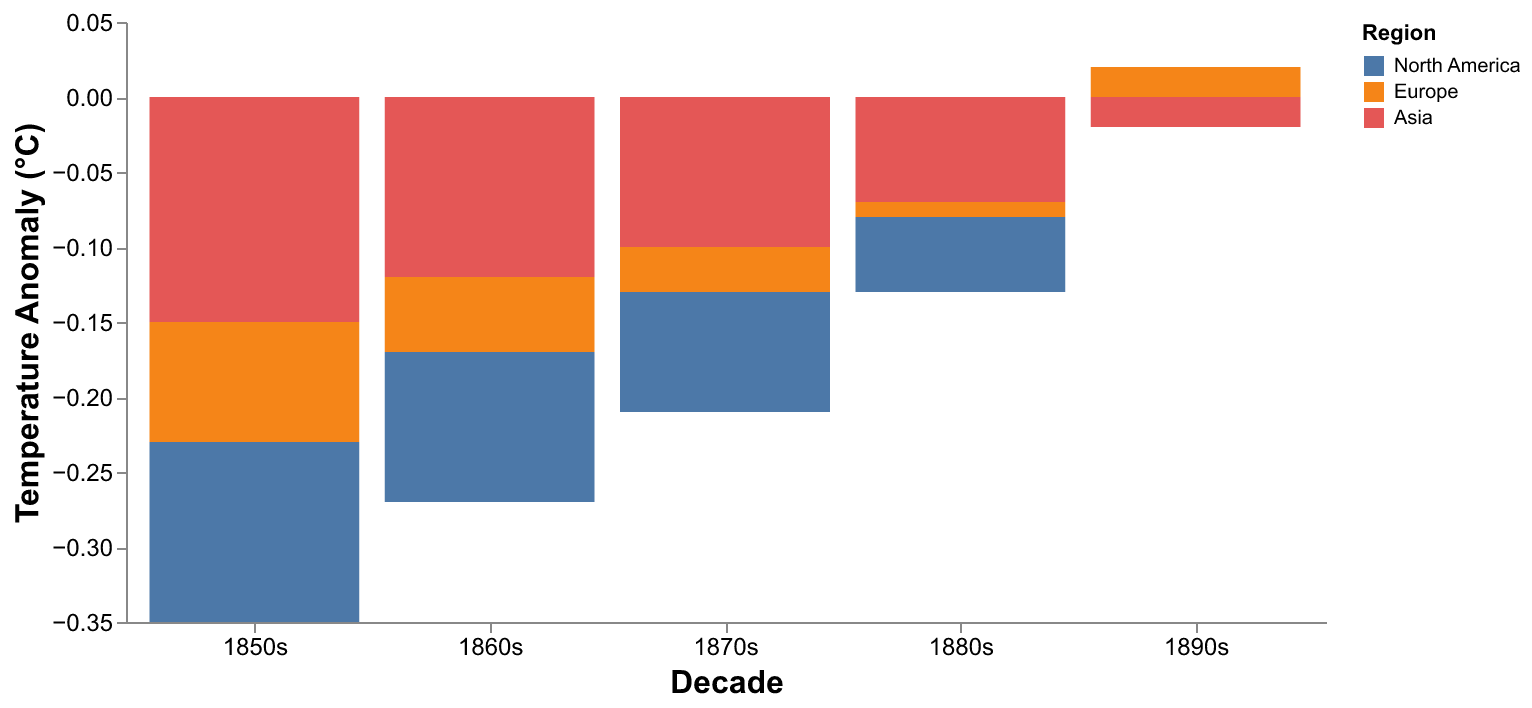 0.05
0.00
−0.05
−0.10
−0.15
−0.20
−0.25
−0.30
−0.35
Temperature Anomaly (°C)
1850s 1860s 1870s 1880s 1890s
Decade
Region
North America
Europe
Asia